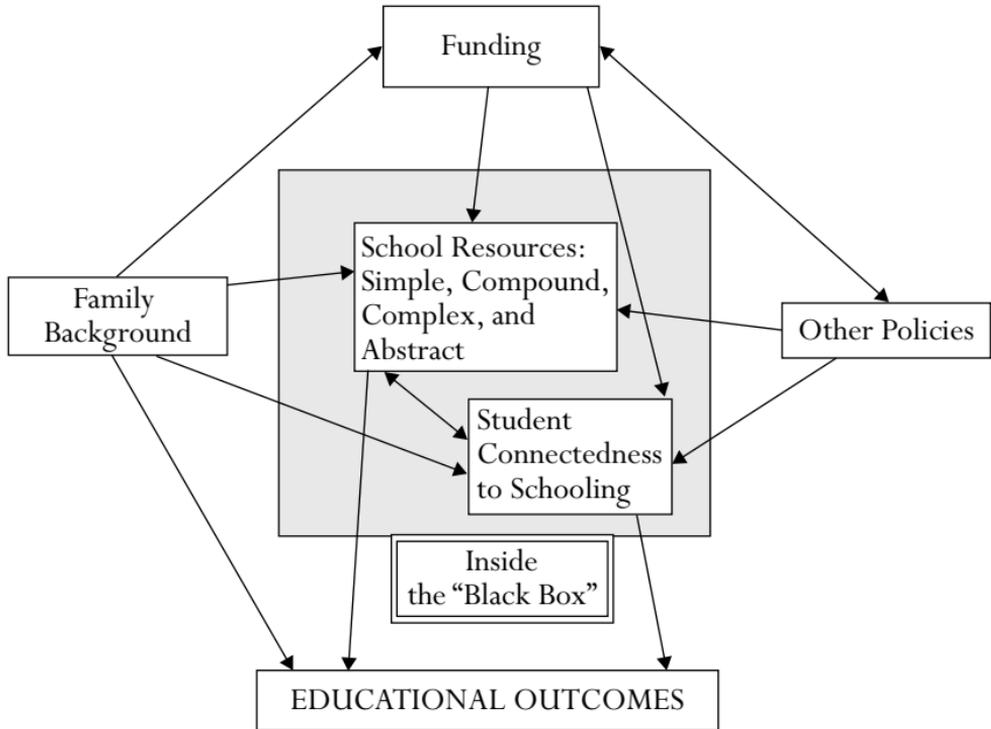 Funding
School Resources:
Simple, Compound,
Complex, and
Abstract
Family
Background
Other Policies
Student
Connectedness
to Schooling
Inside
the “Black Box”
EDUCATIONAL OUTCOMES